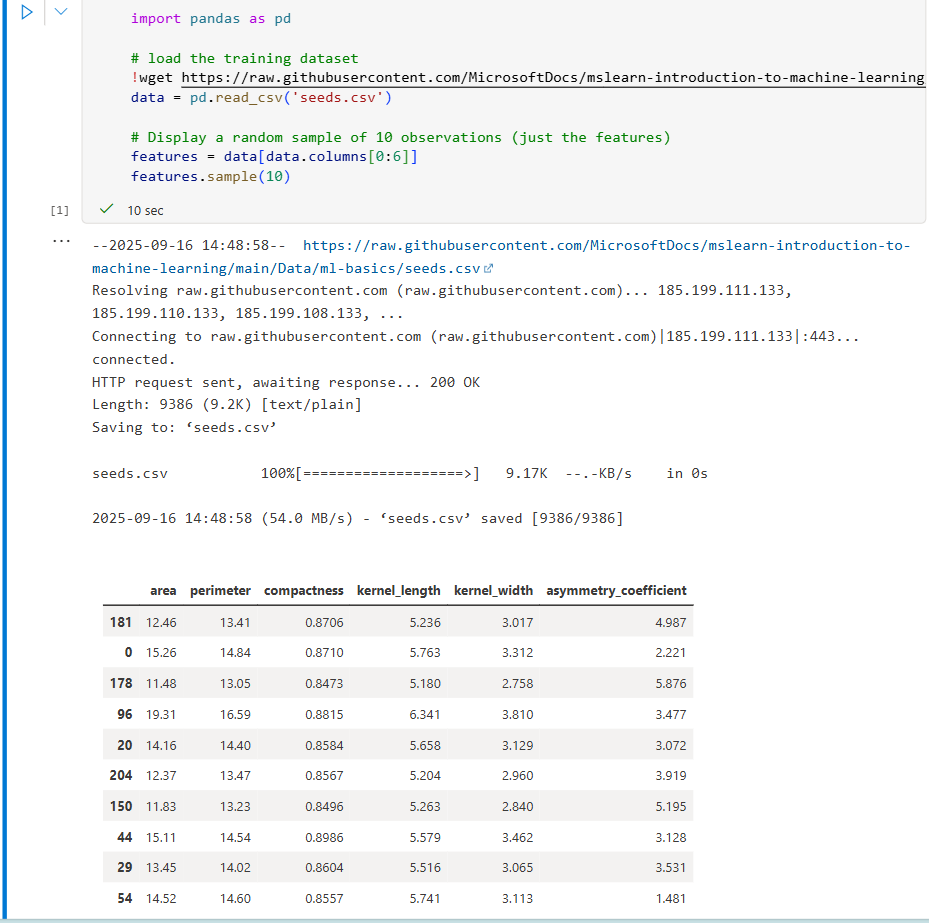 import pandas as pd
# load the training dataset
!wget https://raw.githubusercontent.com/MicrosoftDocs/mslearn-introduction-to-machine-learning
data = pd.read_csv('seeds.csv')
# Display a random sample of 10 observations (just the features)
features = data[data.columns[0:6]]
features.sample(10)
[1] 10 sec
... --2025-09-16 14:48:58-- https://raw.githubusercontent.com/MicrosoftDocs/mslearn-introduction-to-
machine-learning/main/Data/ml-basics/seeds.csv
Resolving raw.githubusercontent.com (raw.githubusercontent.com)... 185.199.111.133,
185.199.110.133, 185.199.108.133, ...
Connecting to raw.githubusercontent.com (raw.githubusercontent.com)|185.199.111.133|:443...
connected.
HTTP request sent, awaiting response... 200 OK
Length: 9386 (9.2K) [text/plain]
Saving to: ‘seeds.csv’
seeds.csv 100%[===================>] 9.17K --.-KB/s in 0s
2025-09-16 14:48:58 (54.0 MB/s) - ‘seeds.csv’ saved [9386/9386]
area perimeter compactness kernel_length kernel_width asymmetry_coefficient
181 12.46 13.41 0.8706 5.236 3.017 4.987
0 15.26 14.84 0.8710 5.763 3.312 2.221
178 11.48 13.05 0.8473 5.180 2.758 5.876
96 19.31 16.59 0.8815 6.341 3.810 3.477
20 14.16 14.40 0.8584 5.658 3.129 3.072
204 12.37 13.47 0.8567 5.204 2.960 3.919
150 11.83 13.23 0.8496 5.263 2.840 5.195
44 15.11 14.54 0.8986 5.579 3.462 3.128
29 13.45 14.02 0.8604 5.516 3.065 3.531
54 14.52 14.60 0.8557 5.741 3.113 1.481